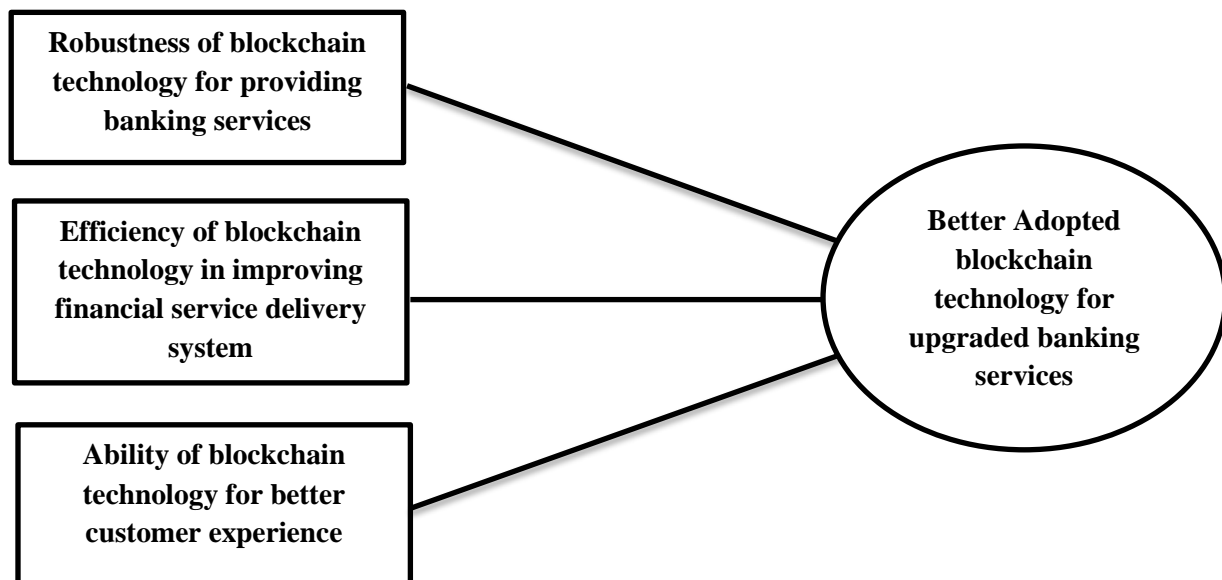 Robustness of blockchain
technology for providing
banking services
Efficiency of blockchain
technology in improving
financial service delivery
system
Ability of blockchain
technology for better
customer experience
Better Adopted
blockchain
technology for
upgraded banking
services